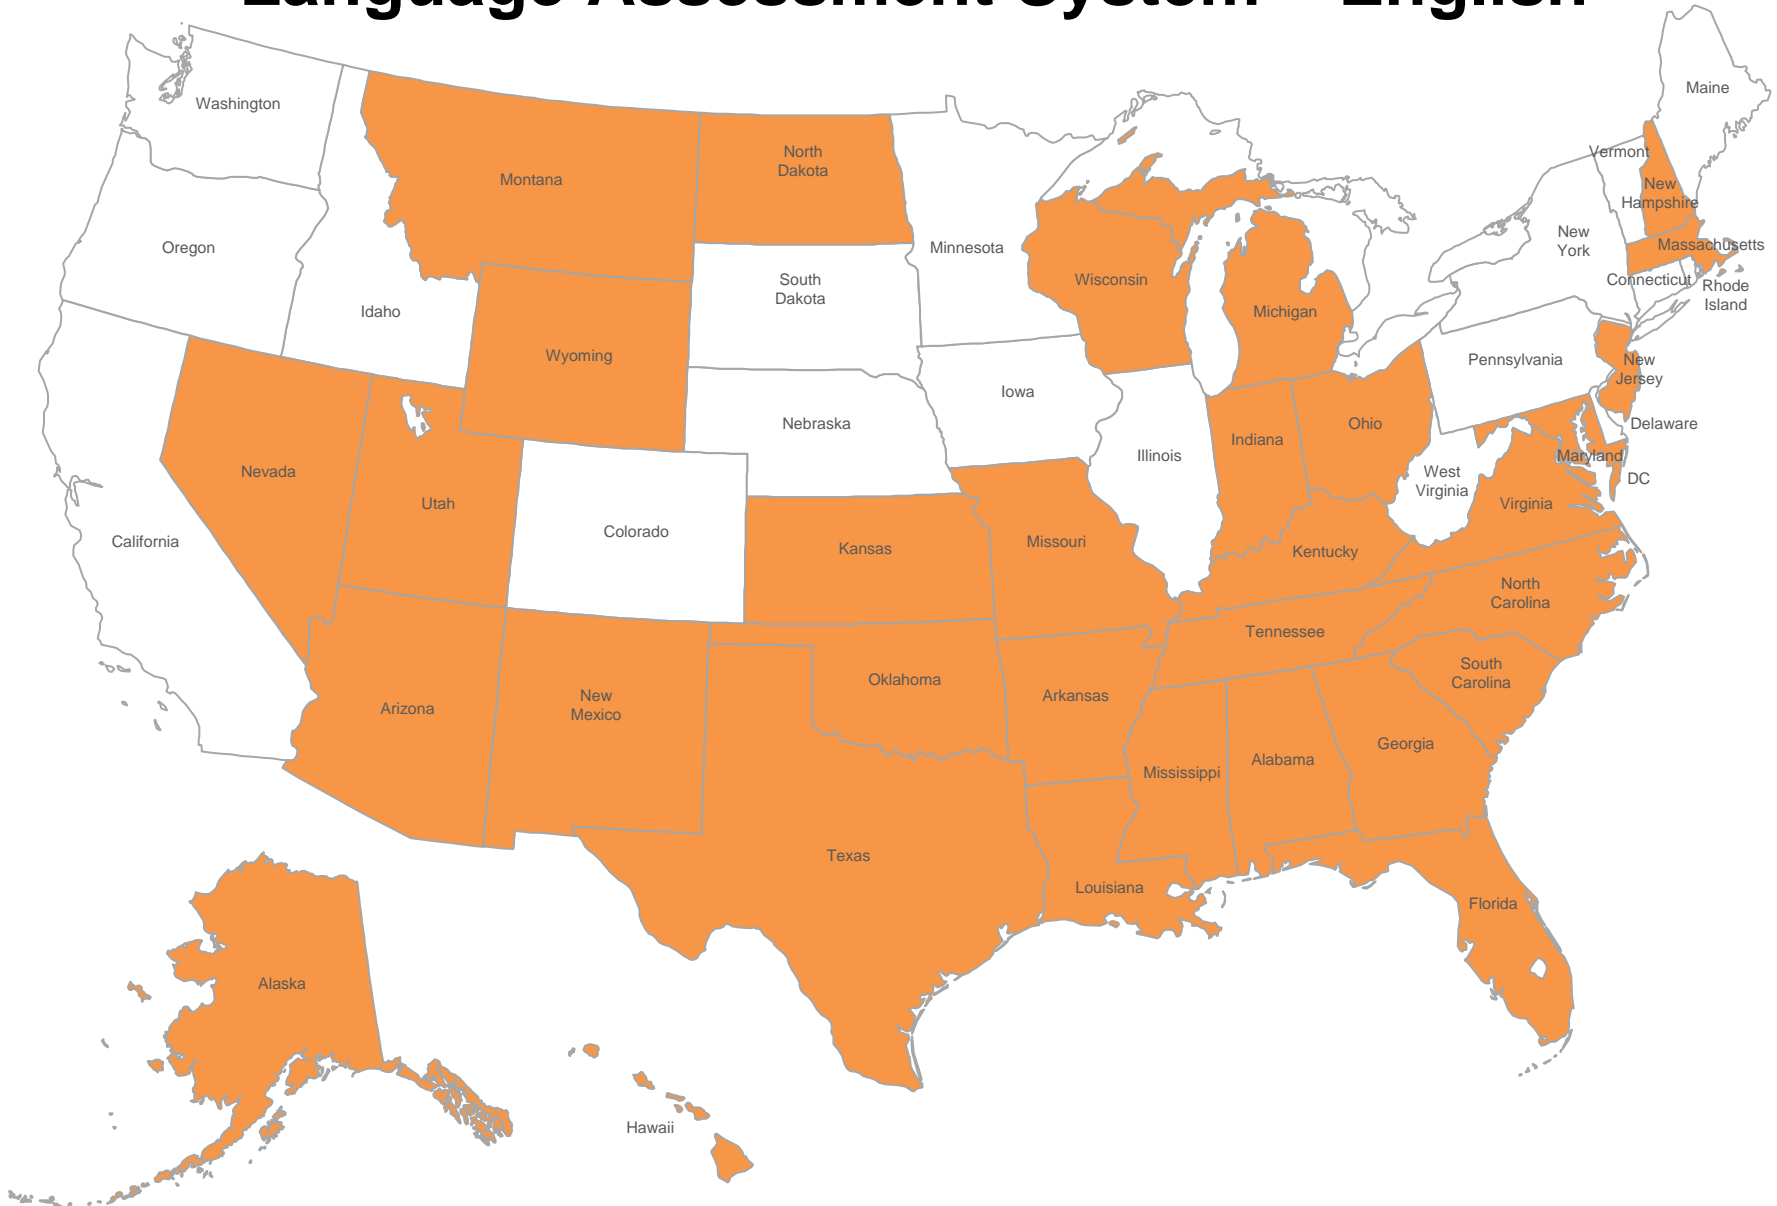 Language Assessment System – English
Washington
Maine
Montana
North
Dakota
Vermont
New
Hampshire
Oregon
Minnesota
New
York
Massachusetts
Idaho
South
Dakota
Wisconsin
Michigan
Connecticut
Rhode
Island
Wyoming
Iowa
Pennsylvania
New
Jersey
Nebraska
Illinois
Indiana
Ohio
Delaware
Nevada
Utah
Colorado
West
Virginia
Maryland
DC
California
Kansas
Missouri
Kentucky
Virginia
Tennessee
North
Carolina
Arizona
New
Mexico
Oklahoma
Arkansas
South
Carolina
Mississippi
Alabama
Georgia
Texas
Louisiana
Florida
Alaska
Hawaii